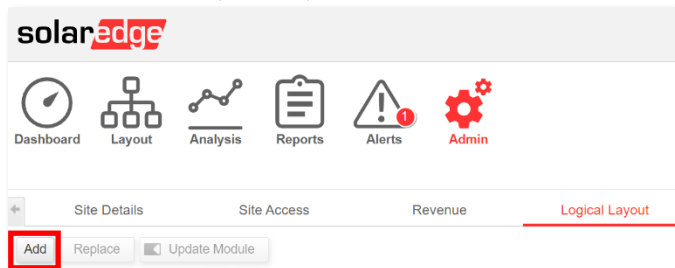 solaredge
1
Dashboard Layout Analysis Reports Alerts Admin
Site Details Site Access Revenue Logical Layout
Add Replace Update Module